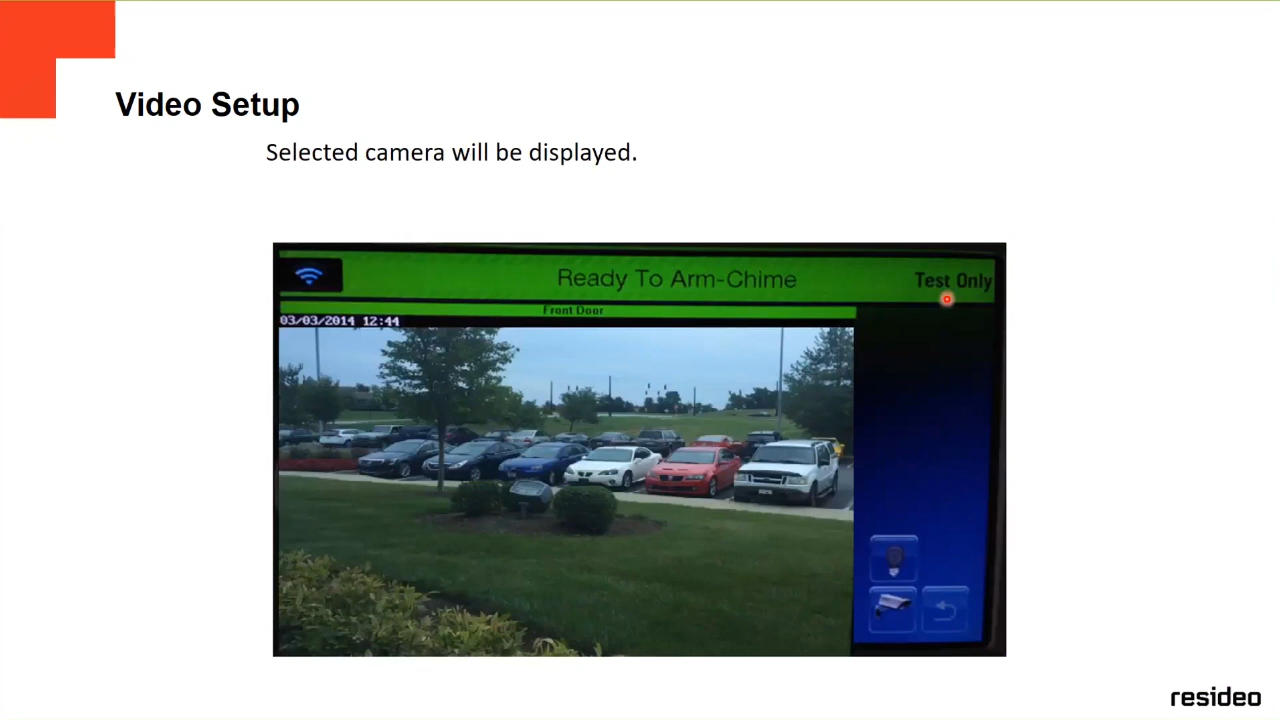 Video Setup
Selected camera will be displayed.
Ready To Arm-Chime
Test Only
Front Door
03/03/2014 12:44
resideo